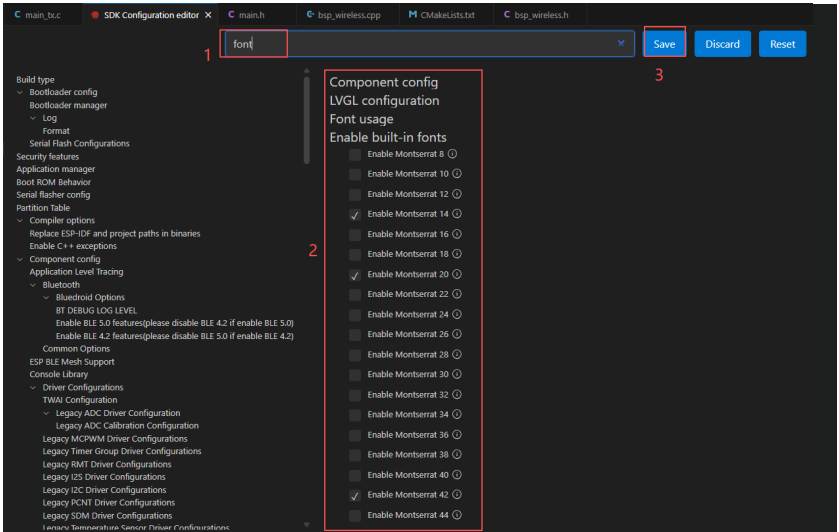 C main_tx.c
SDK Configuration editor ×
C main.h
C bsp_wireless.cpp
M CMakeLists.txt
C bsp_wireless.h
1
font
Save
Discard
Reset
3
Build type
Bootloader config
Bootloader manager
Log
Format
Serial Flash Configurations
Security features
Application manager
Boot ROM Behavior
Serial flasher config
Partition Table
Compiler options
Replace ESP-IDF and project paths in binaries
Enable C++ exceptions
Component config
Application Level Tracing
Bluetooth
Bluedroid Options
BT DEBUG LOG LEVEL
Enable BLE 5.0 features(please disable BLE 4.2 if enable BLE 5.0)
Enable BLE 4.2 features(please disable BLE 5.0 if enable BLE 4.2)
Common Options
ESP BLE Mesh Support
Console Library
Driver Configurations
TWAI Configuration
Legacy ADC Driver Configuration
Legacy ADC Calibration Configuration
Legacy MCPWM Driver Configurations
Legacy Timer Group Driver Configurations
Legacy RMT Driver Configurations
Legacy I2S Driver Configurations
Legacy I2C Driver Configurations
Legacy PCNT Driver Configurations
Legacy SDM Driver Configurations
Legacy Temperature Sensor Driver Configurations
2
Component config
LVGL configuration
Font usage
Enable built-in fonts
Enable Montserrat 8
Enable Montserrat 10
Enable Montserrat 12
Enable Montserrat 14
Enable Montserrat 16
Enable Montserrat 18
Enable Montserrat 20
Enable Montserrat 22
Enable Montserrat 24
Enable Montserrat 26
Enable Montserrat 28
Enable Montserrat 30
Enable Montserrat 32
Enable Montserrat 34
Enable Montserrat 36
Enable Montserrat 38
Enable Montserrat 40
Enable Montserrat 42
Enable Montserrat 44